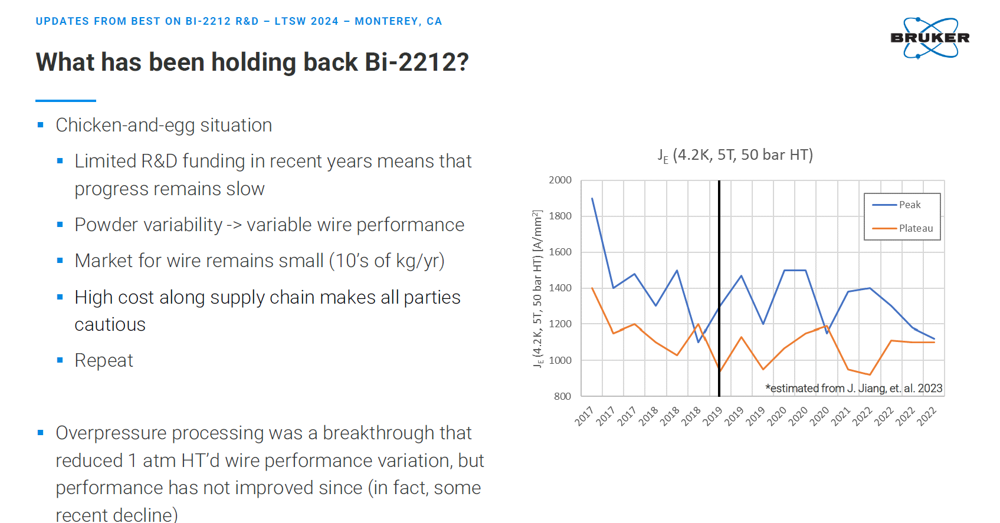 UPDATES FROM BEST ON BI-2212 R&D – LTSW 2024 – MONTEREY, CA
BRUKER
What has been holding back Bi-2212?
Chicken-and-egg situation
Limited R&D funding in recent years means that
progress remains slow
Powder variability -> variable wire performance
Market for wire remains small (10's of kg/yr)
High cost along supply chain makes all parties
cautious
Repeat
Overpressure processing was a breakthrough that
reduced 1 atm HT'd wire performance variation, but
performance has not improved since (in fact, some
recent decline)
JE (4.2K, 5T, 50 bar HT)
JE (4.2K, 5T, 50 bar HT) [A/mm²]
2000
1800
1600
1400
1200
1000
800
Peak
Plateau
*estimated from J. Jiang, et. al. 2023
2017 2017 2017 2018 2018 2018 2019 2019 2019 2020 2020 2020 2021 2022 2022 2022 2022